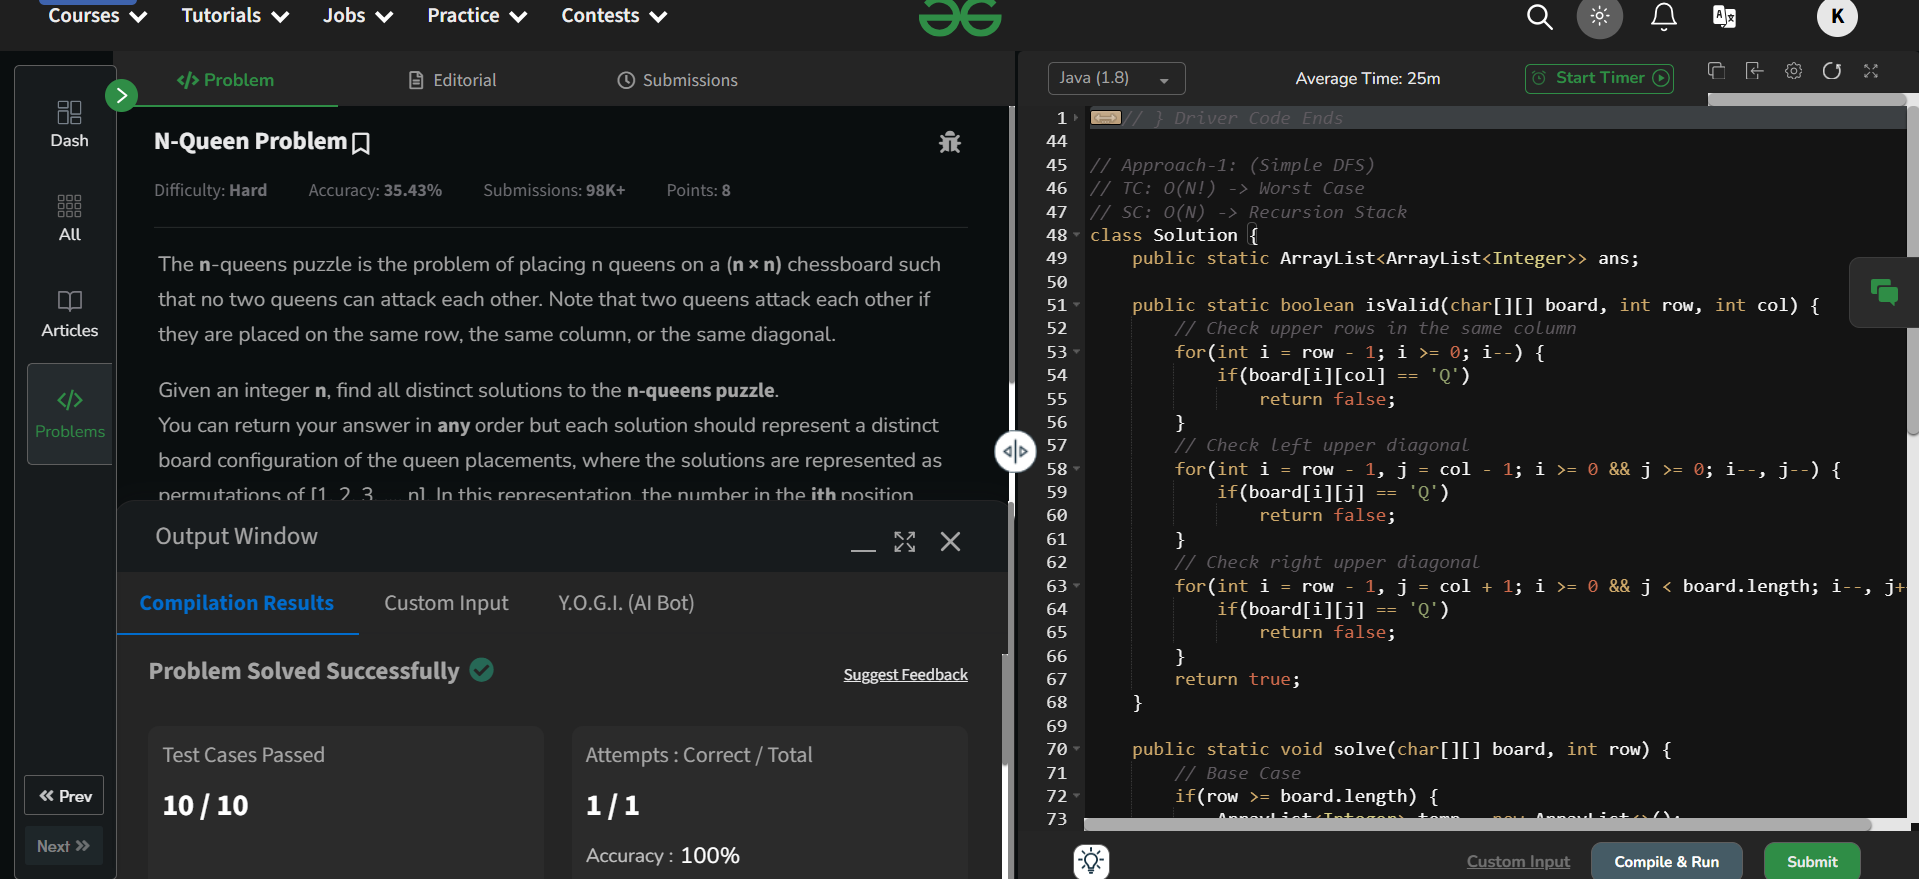 Courses
Tutorials
Jobs
Practice
Contests
K
Dash
All
Articles
Problems
Prev
Next
Problem
Editorial
Submissions
N-Queen Problem
Difficulty: Hard Accuracy: 35.43% Submissions: 98K+ Points: 8
The n-queens puzzle is the problem of placing n queens on a (n × n) chessboard such
that no two queens can attack each other. Note that two queens attack each other if
they are placed on the same row, the same column, or the same diagonal.
Given an integer n, find all distinct solutions to the n-queens puzzle.
You can return your answer in any order but each solution should represent a distinct
board configuration of the queen placements, where the solutions are represented as
permutations of [1, 2, 3, ..., n]. In this representation, the number in the ith position
Output Window
Compilation Results
Custom Input
Y.O.G.I. (AI Bot)
Problem Solved Successfully
Suggest Feedback
Test Cases Passed
10 / 10
Attempts : Correct / Total
1 / 1
Accuracy : 100%
Java (1.8)
Average Time: 25m
Start Timer
1 // } Driver Code Ends
44
45 // Approach-1: (Simple DFS)
46 // TC: O(N!) -> Worst Case
47 // SC: O(N) -> Recursion Stack
48 class Solution {
49 public static ArrayList<ArrayList<Integer>> ans;
50
51 public static boolean isValid(char[][] board, int row, int col) {
52 // Check upper rows in the same column
53 for(int i = row - 1; i >= 0; i--) {
54 if(board[i][col] == 'Q')
55 return false;
56 }
57 // Check left upper diagonal
58 for(int i = row - 1, j = col - 1; i >= 0 && j >= 0; i--, j--) {
59 if(board[i][j] == 'Q')
60 return false;
61 }
62 // Check right upper diagonal
63 for(int i = row - 1, j = col + 1; i >= 0 && j < board.length; i--, j+
64 if(board[i][j] == 'Q')
65 return false;
66 }
67 return true;
68 }
69
70 public static void solve(char[][] board, int row) {
71 // Base Case
72 if(row >= board.length) {
73 ArrayList<Integer> temp = new ArrayList<>();
Custom Input
Compile & Run
Submit